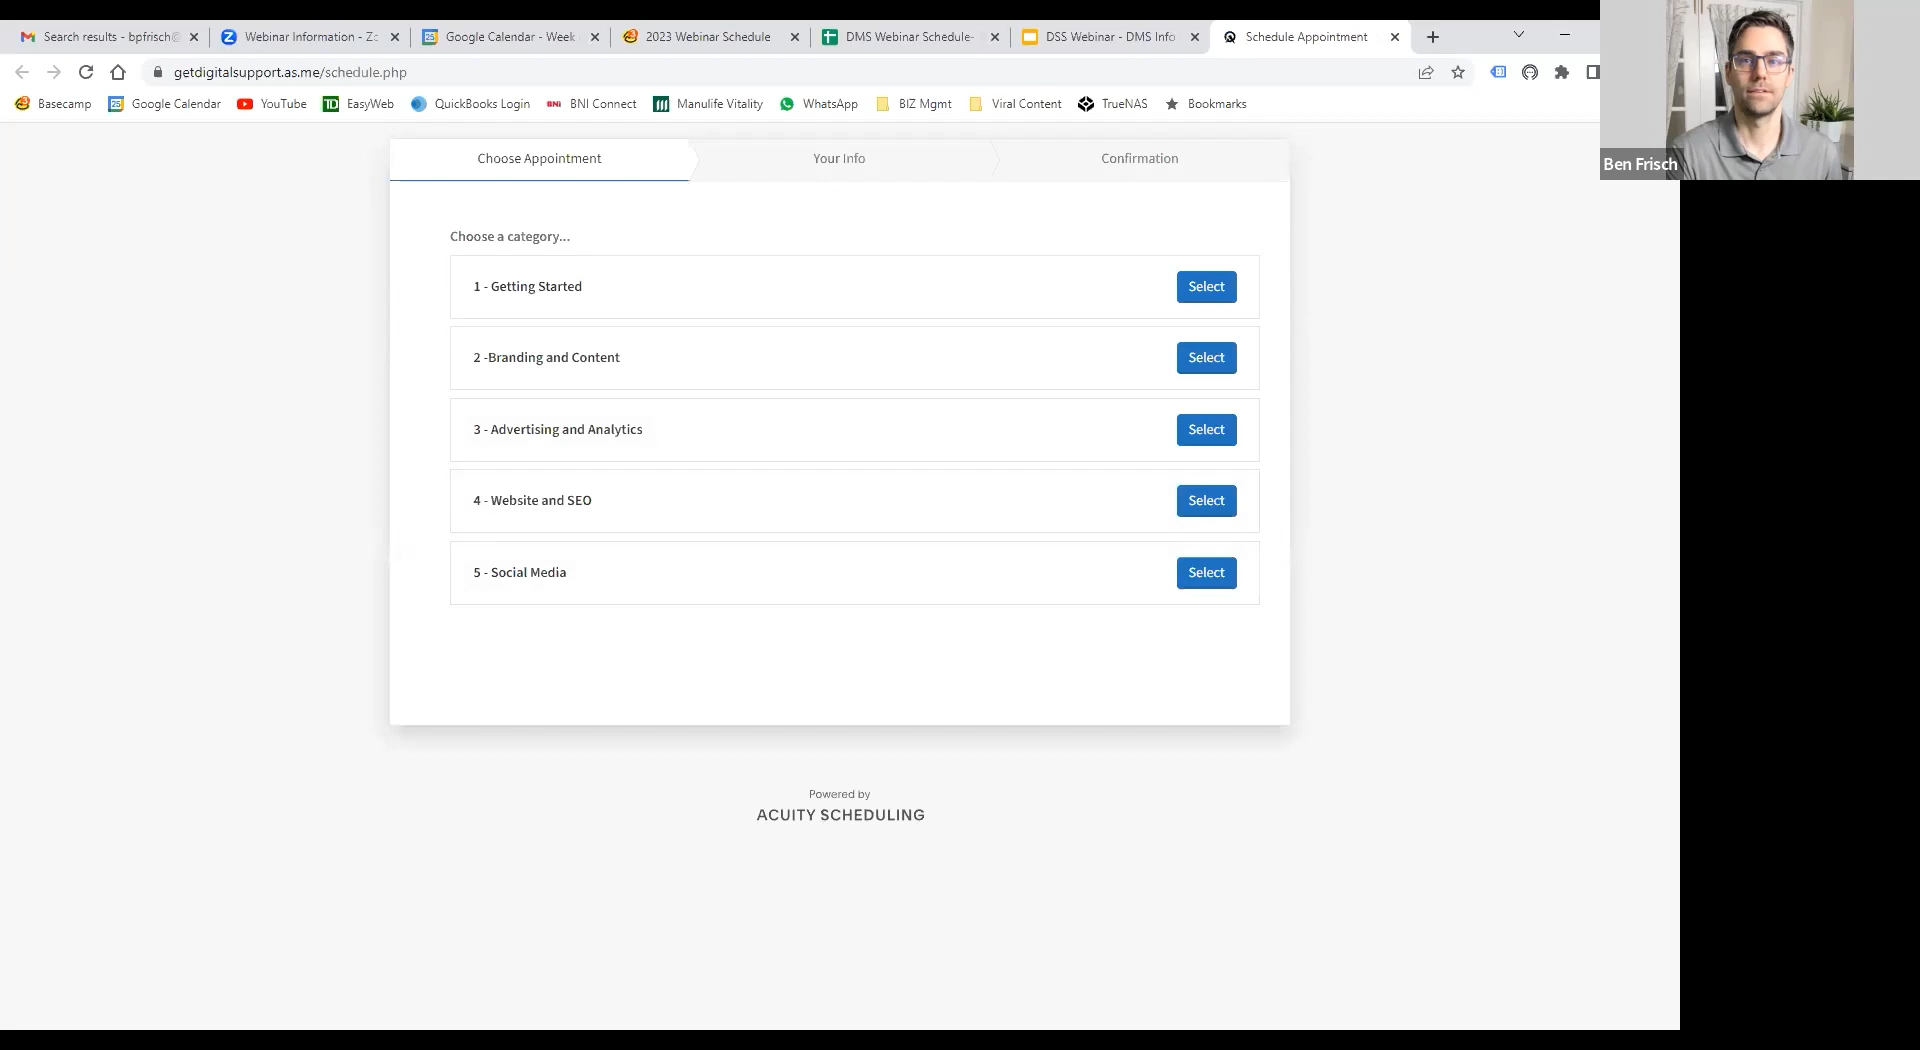 Search results - bpfrisch@
Webinar Information - Zo
Google Calendar - Week
2023 Webinar Schedule
DMS Webinar Schedule-
DSS Webinar - DMS Info
Schedule Appointment
getdigitalsupport.as.me/schedule.php
Basecamp
Google Calendar
YouTube
EasyWeb
QuickBooks Login
BNI Connect
Manulife Vitality
WhatsApp
BIZ Mgmt
Viral Content
TrueNAS
Bookmarks
Ben Frisch
Choose Appointment
Your Info
Confirmation
Choose a category...
1 - Getting Started
Select
2 -Branding and Content
Select
3 - Advertising and Analytics
Select
4 - Website and SEO
Select
5 - Social Media
Select
Powered by
ACUITY SCHEDULING